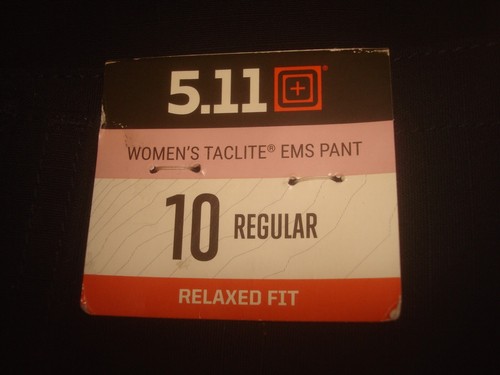 5.11®
WOMEN'S TACLITE® EMS PANT
10 REGULAR
RELAXED FIT